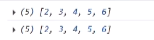 ▸ (5) [2, 3, 4, 5, 6]
▸ (5) [2, 3, 4, 5, 6]